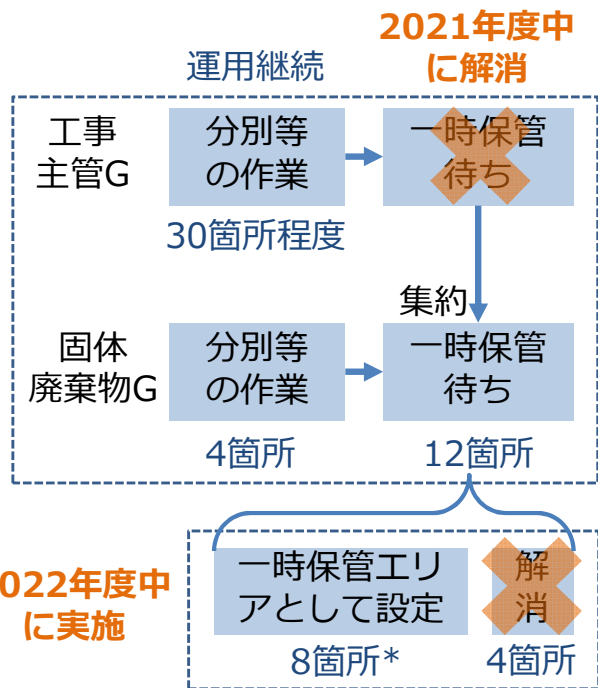 2021年度中
に解消
運用継続
工事
主管G
分別等
の作業
一時保管
待ち
30箇所程度
集約
固体
廃棄物G
分別等
の作業
一時保管
待ち
4箇所
12箇所
022年度中
に実施
一時保管エリ
アとして設定
解
消
8箇所*
4箇所